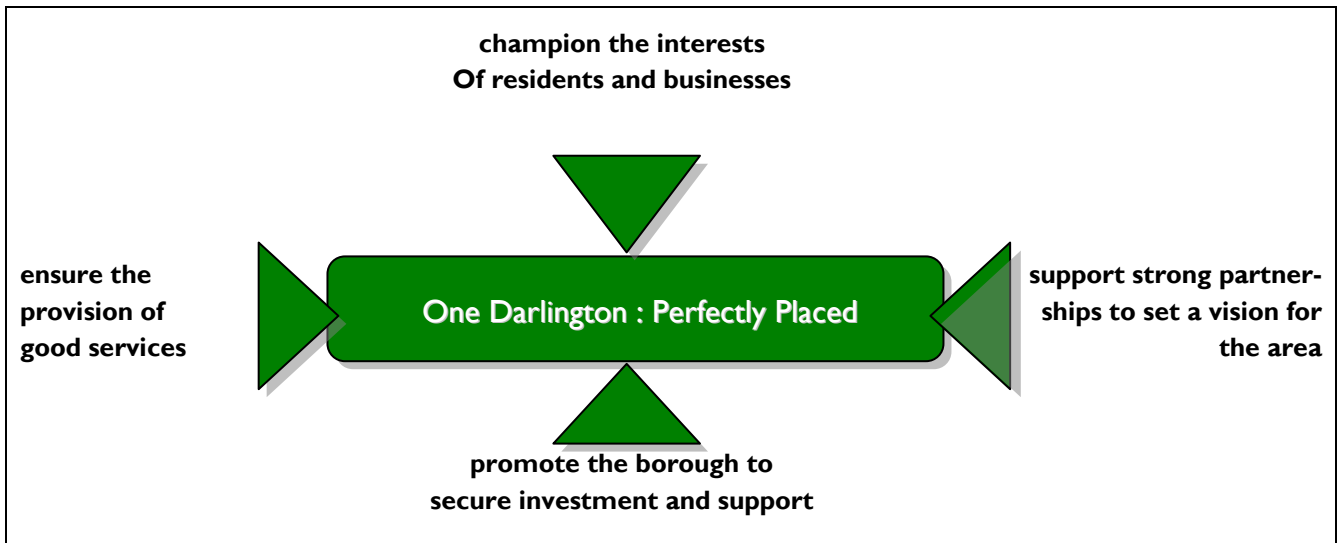 champion the interests
Of residents and businesses
ensure the
provision of
good services
One Darlington : Perfectly Placed
support strong partner-
ships to set a vision for
the area
promote the borough to
secure investment and support